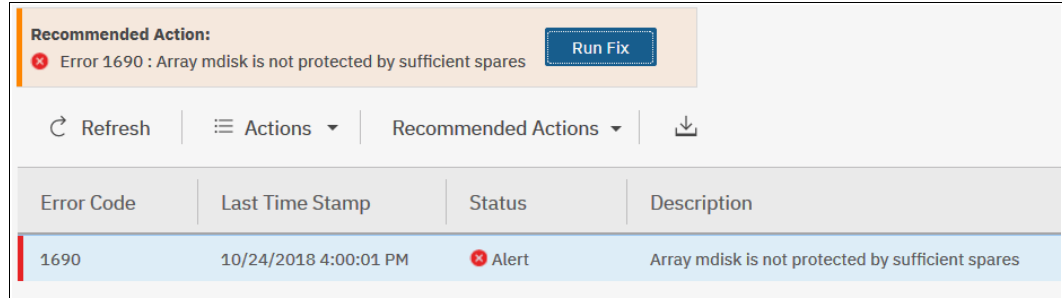 Recommended Action:
Error 1690 : Array mdisk is not protected by sufficient spares
Run Fix
Refresh Actions Recommended Actions
Error Code Last Time Stamp Status Description
1690 10/24/2018 4:00:01 PM Alert Array mdisk is not protected by sufficient spares